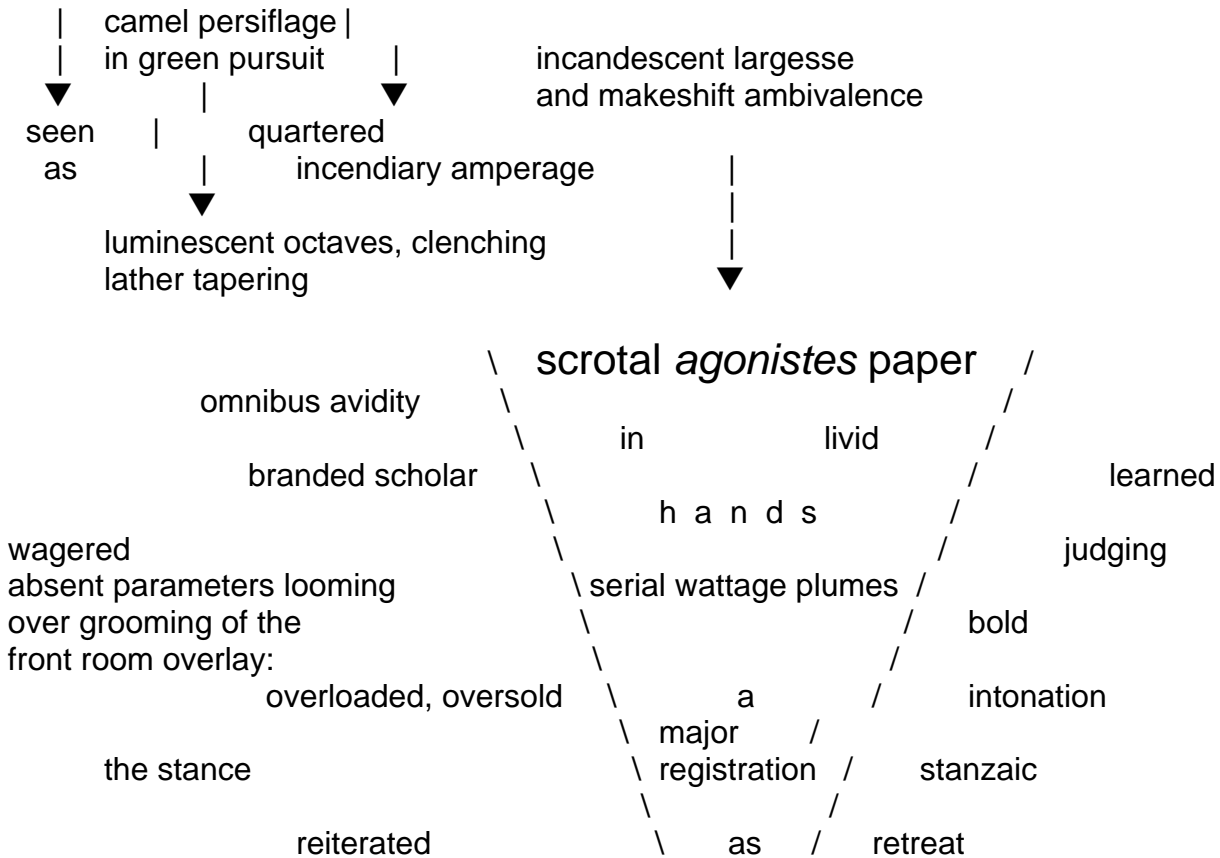 | camel persiflage |
| in green pursuit | incandescent largesse
▼ | ▼ and makeshift ambivalence
seen | quartered
as | incendiary amperage |
▼ |
luminescent octaves, clenching |
lather tapering ▼
\ scrotal agonistes paper /
omnibus avidity \ /
\ in livid /
branded scholar \ / learned
\ h a n d s /
wagered \ / judging
absent parameters looming \ serial wattage plumes /
over grooming of the \ / bold
front room overlay: \ /
overloaded, oversold \ a / intonation
\ major /
the stance \ registration / stanzaic
\ /
reiterated \ as / retreat